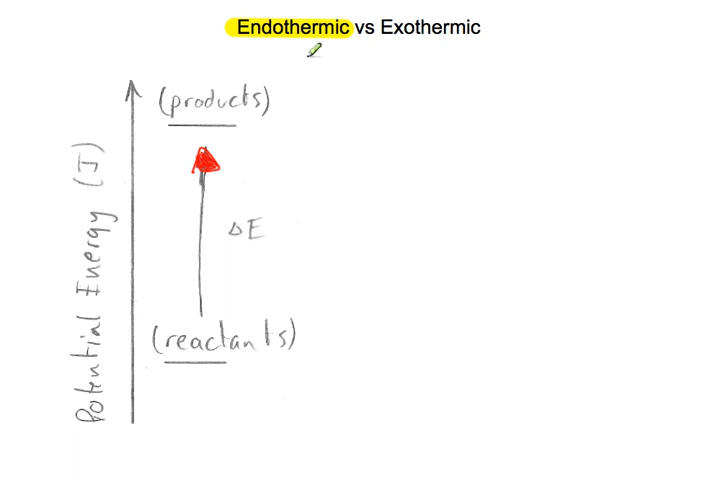 Endothermic vs Exothermic
(products)
Potential Energy (J)
ΔE
(reactants)